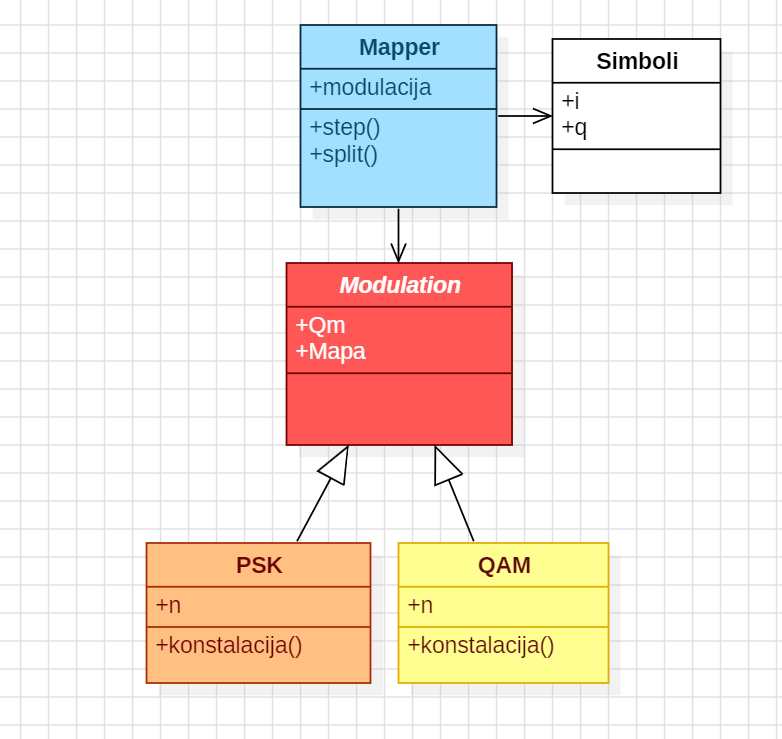 Mapper
+modulacija
+step()
+split()
Simboli
+i
+q
Modulation
+Qm
+Mapa
PSK
+n
+konstalacija()
QAM
+n
+konstalacija()